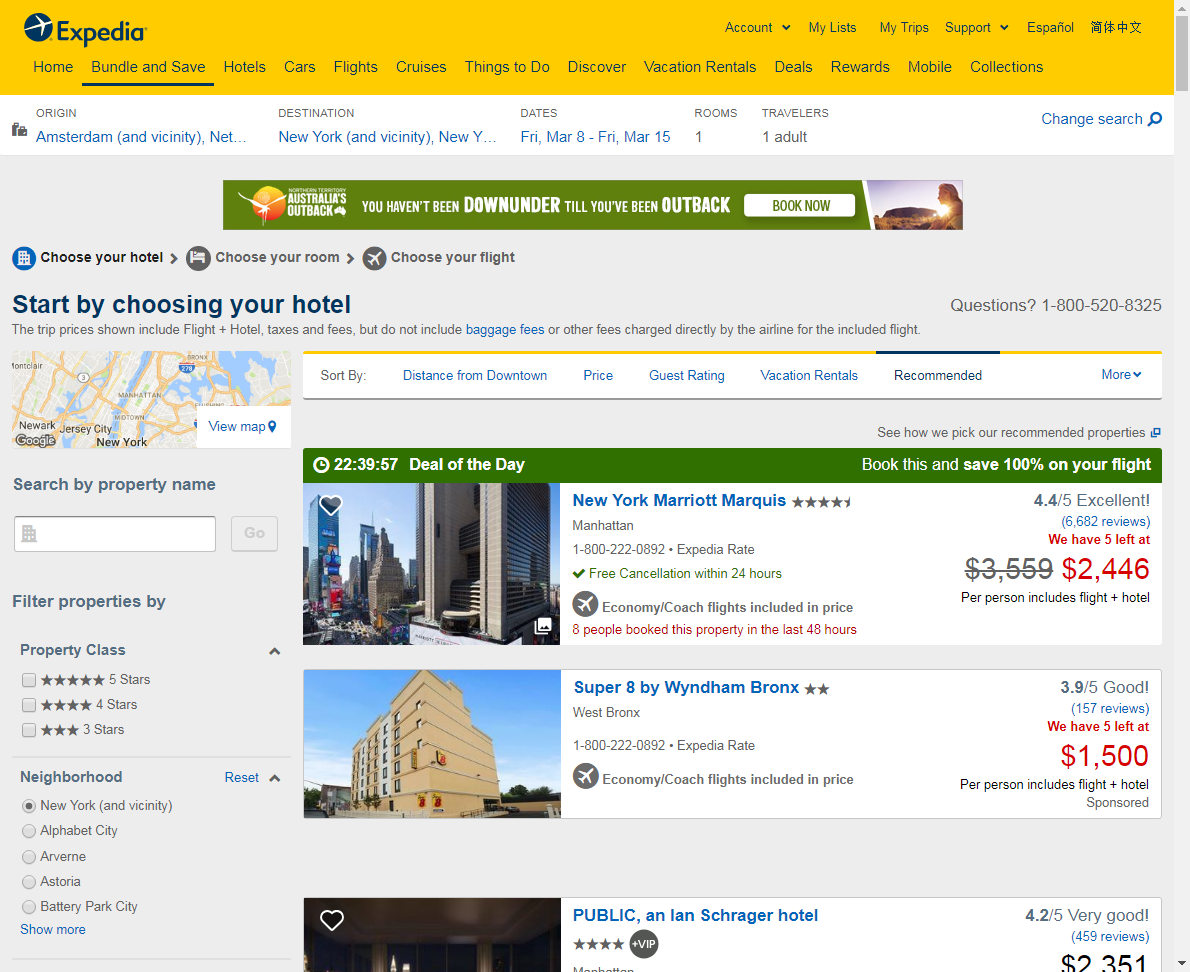 Expedia
Account My Lists My Trips Support Español 简体中文
Home Bundle and Save Hotels Cars Flights Cruises Things to Do Discover Vacation Rentals Deals Rewards Mobile Collections
ORIGIN DESTINATION DATES ROOMS TRAVELERS
Amsterdam (and vicinity), Net... New York (and vicinity), New Y... Fri, Mar 8 - Fri, Mar 15 1 1 adult
Change search
NORTHERN TERRITORY
AUSTRALIA'S
OUTBACK
YOU HAVEN'T BEEN DOWNUNDER TILL YOU'VE BEEN OUTBACK BOOK NOW
Choose your hotel Choose your room Choose your flight
Start by choosing your hotel
Questions? 1-800-520-8325
The trip prices shown include Flight + Hotel, taxes and fees, but do not include baggage fees or other fees charged directly by the airline for the included flight.
BRONX
Montclair
278
3
MANHATTAN
MIDTOWN
Newark
Jersey City
Google
New York
View map
Search by property name
Go
Filter properties by
Property Class
5 Stars
4 Stars
3 Stars
Neighborhood Reset
New York (and vicinity)
Alphabet City
Arverne
Astoria
Battery Park City
Show more
Sort By: Distance from Downtown Price Guest Rating Vacation Rentals Recommended More
See how we pick our recommended properties
22:39:57 Deal of the Day Book this and save 100% on your flight
New York Marriott Marquis
Manhattan
1-800-222-0892 • Expedia Rate
Free Cancellation within 24 hours
Economy/Coach flights included in price
8 people booked this property in the last 48 hours
4.4/5 Excellent!
(6,682 reviews)
We have 5 left at
$3,559 $2,446
Per person includes flight + hotel
Super 8 by Wyndham Bronx
West Bronx
1-800-222-0892 • Expedia Rate
Economy/Coach flights included in price
3.9/5 Good!
(157 reviews)
We have 5 left at
$1,500
Per person includes flight + hotel
Sponsored
PUBLIC, an Ian Schrager hotel
+VIP
Manhattan
4.2/5 Very good!
(459 reviews)
$2,351